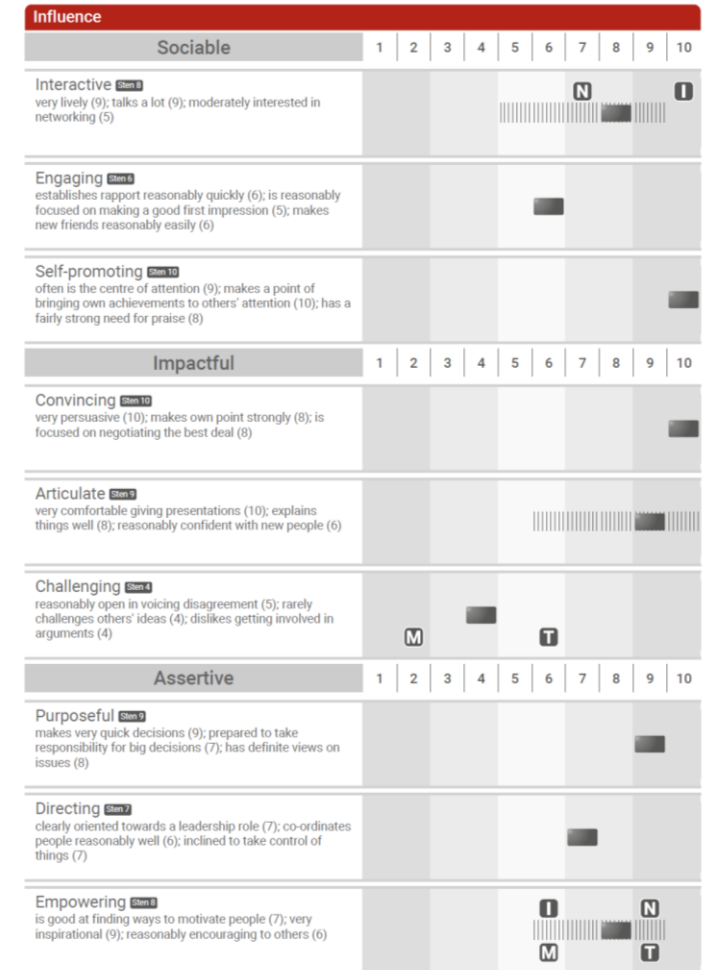 Influence
Sociable 1 2 3 4 5 6 7 8 9 10
Interactive Sten 8
very lively (9); talks a lot (9); moderately interested in
networking (5)
N I
Engaging Sten 6
establishes rapport reasonably quickly (6); is reasonably
focused on making a good first impression (5); makes
new friends reasonably easily (6)
Self-promoting Sten 10
often is the centre of attention (9); makes a point of
bringing own achievements to others' attention (10); has a
fairly strong need for praise (8)
Impactful 1 2 3 4 5 6 7 8 9 10
Convincing Sten 10
very persuasive (10); makes own point strongly (8); is
focused on negotiating the best deal (8)
Articulate Sten 9
very comfortable giving presentations (10); explains
things well (8); reasonably confident with new people (6)
Challenging Sten 4
reasonably open in voicing disagreement (5); rarely
challenges others' ideas (4); dislikes getting involved in
arguments (4)
M T
Assertive 1 2 3 4 5 6 7 8 9 10
Purposeful Sten 9
makes very quick decisions (9); prepared to take
responsibility for big decisions (7); has definite views on
issues (8)
Directing Sten 7
clearly oriented towards a leadership role (7); co-ordinates
people reasonably well (6); inclined to take control of
things (7)
Empowering Sten 8
is good at finding ways to motivate people (7); very
inspirational (9); reasonably encouraging to others (6)
I N
M T